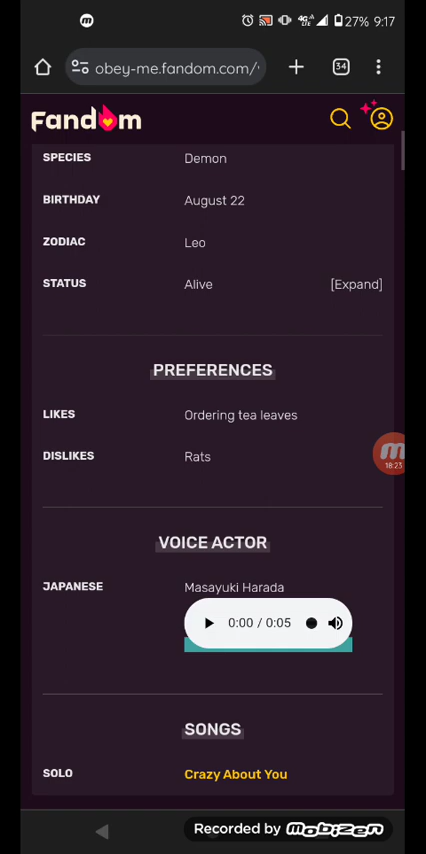 27% 9:17
obey-me.fandom.com/
34
Fandom
SPECIES Demon
BIRTHDAY August 22
ZODIAC Leo
STATUS Alive [Expand]
PREFERENCES
LIKES Ordering tea leaves
DISLIKES Rats
18:23
VOICE ACTOR
JAPANESE Masayuki Harada
0:00 / 0:05
SONGS
SOLO Crazy About You
Recorded by mobizen